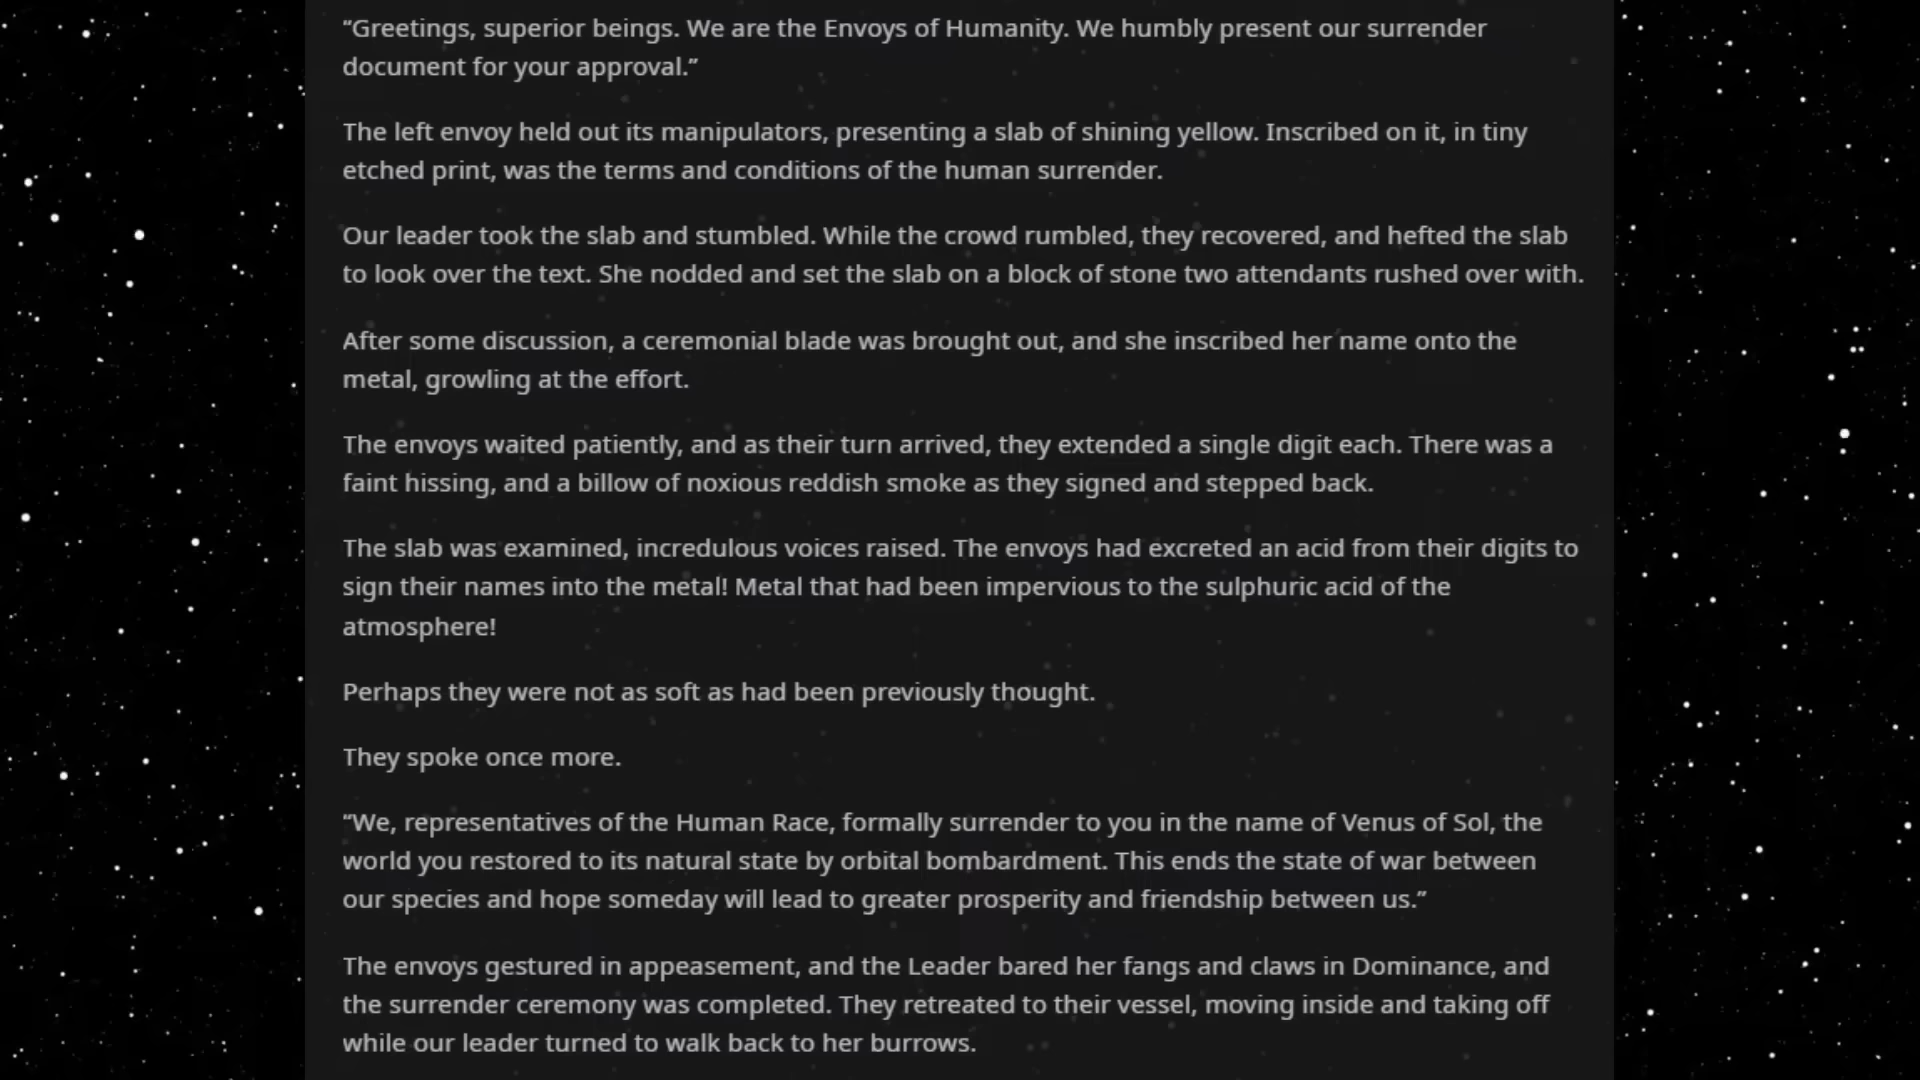 “Greetings, superior beings. We are the Envoys of Humanity. We humbly present our surrender
document for your approval.”
The left envoy held out its manipulators, presenting a slab of shining yellow. Inscribed on it, in tiny
etched print, was the terms and conditions of the human surrender.
Our leader took the slab and stumbled. While the crowd rumbled, they recovered, and hefted the slab
to look over the text. She nodded and set the slab on a block of stone two attendants rushed over with.
After some discussion, a ceremonial blade was brought out, and she inscribed her name onto the
metal, growling at the effort.
The envoys waited patiently, and as their turn arrived, they extended a single digit each. There was a
faint hissing, and a billow of noxious reddish smoke as they signed and stepped back.
The slab was examined, incredulous voices raised. The envoys had excreted an acid from their digits to
sign their names into the metal! Metal that had been impervious to the sulphuric acid of the
atmosphere!
Perhaps they were not as soft as had been previously thought.
They spoke once more.
“We, representatives of the Human Race, formally surrender to you in the name of Venus of Sol, the
world you restored to its natural state by orbital bombardment. This ends the state of war between
our species and hope someday will lead to greater prosperity and friendship between us.”
The envoys gestured in appeasement, and the Leader bared her fangs and claws in Dominance, and
the surrender ceremony was completed. They retreated to their vessel, moving inside and taking off
while our leader turned to walk back to her burrows.